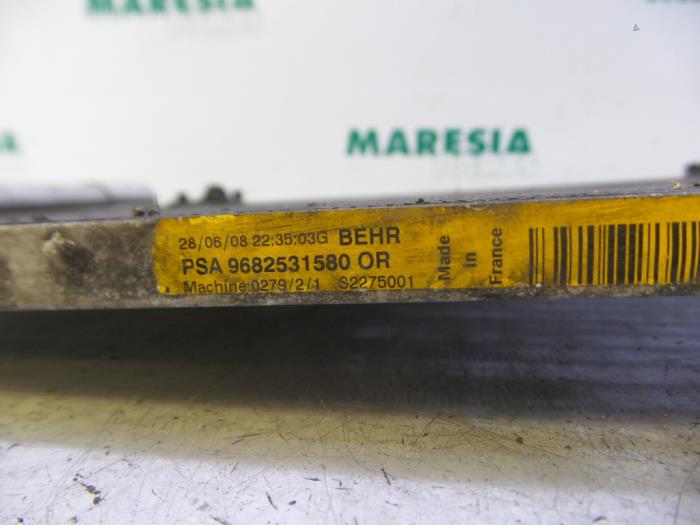 MARESIA
MARESIA
28/06/08 22:35:03G BEHR
PSA 9682531580 OR
Machine:0279/2/1 S2275001
Made
in
France